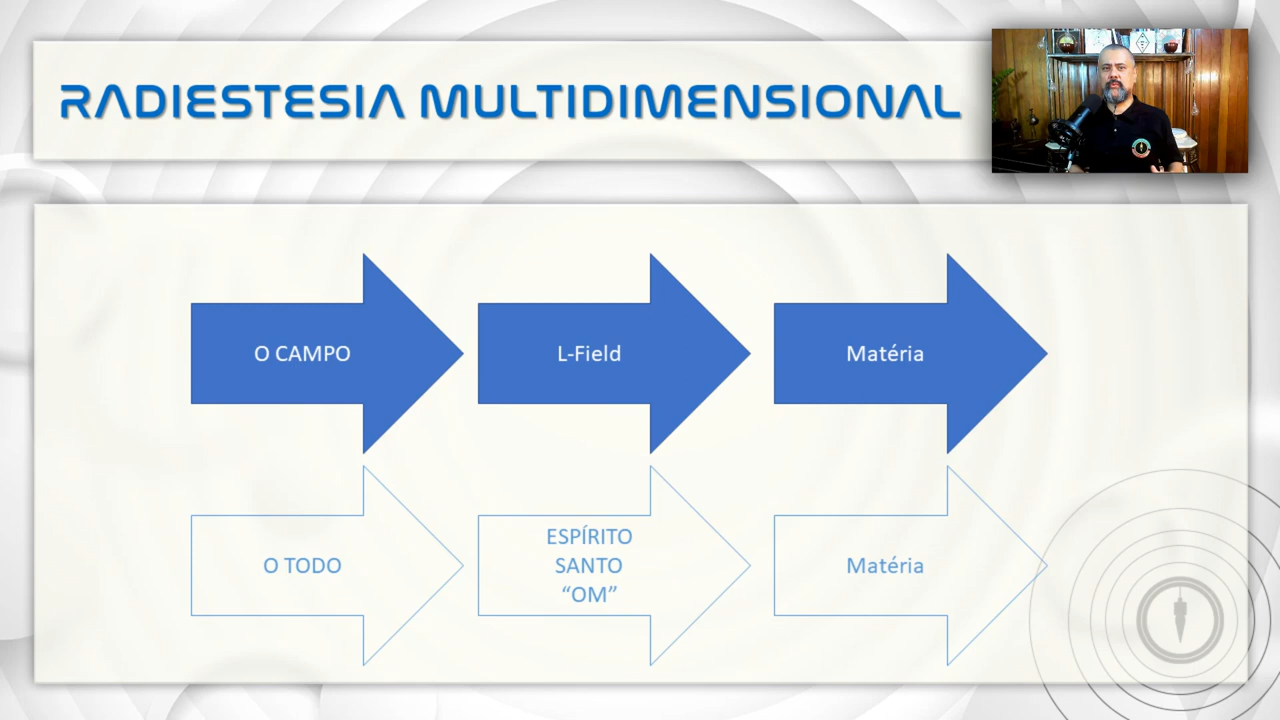 RADIESTESIA MULTIDIMENSIONAL
O CAMPO
L-Field
Matéria
O TODO
ESPÍRITO
SANTO
“OM”
Matéria